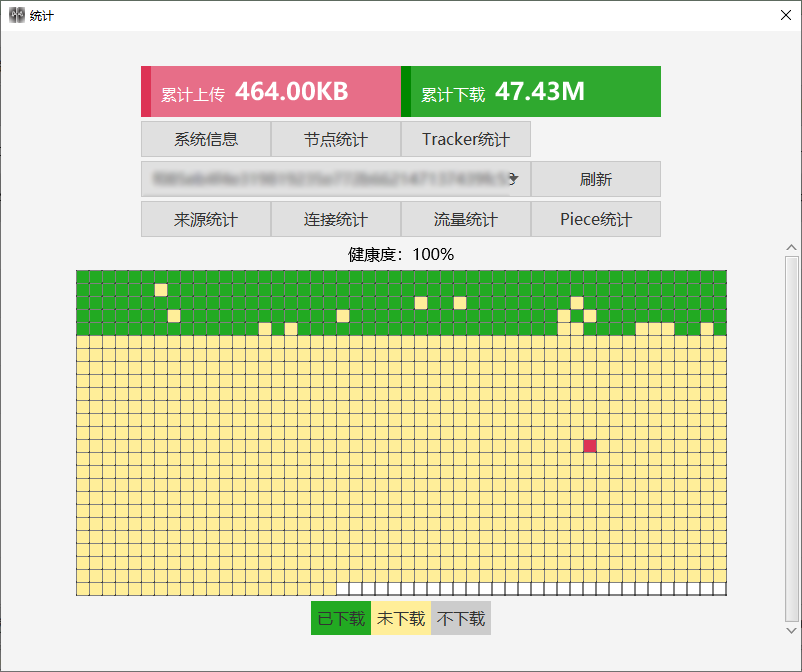 统计
累计上传 464.00KB 累计下载 47.43M
系统信息 节点统计 Tracker统计
刷新
来源统计 连接统计 流量统计 Piece统计
健康度：100%
已下载 未下载 不下载